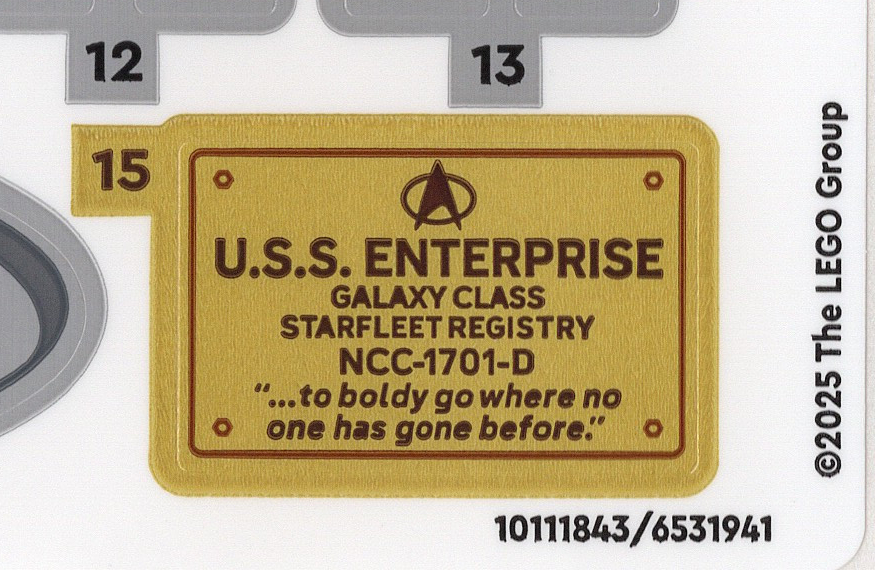 12
13
15
U.S.S. ENTERPRISE
GALAXY CLASS
STARFLEET REGISTRY
NCC-1701-D
“...to boldy go where no
one has gone before.”
©2025 The LEGO Group
10111843/6531941